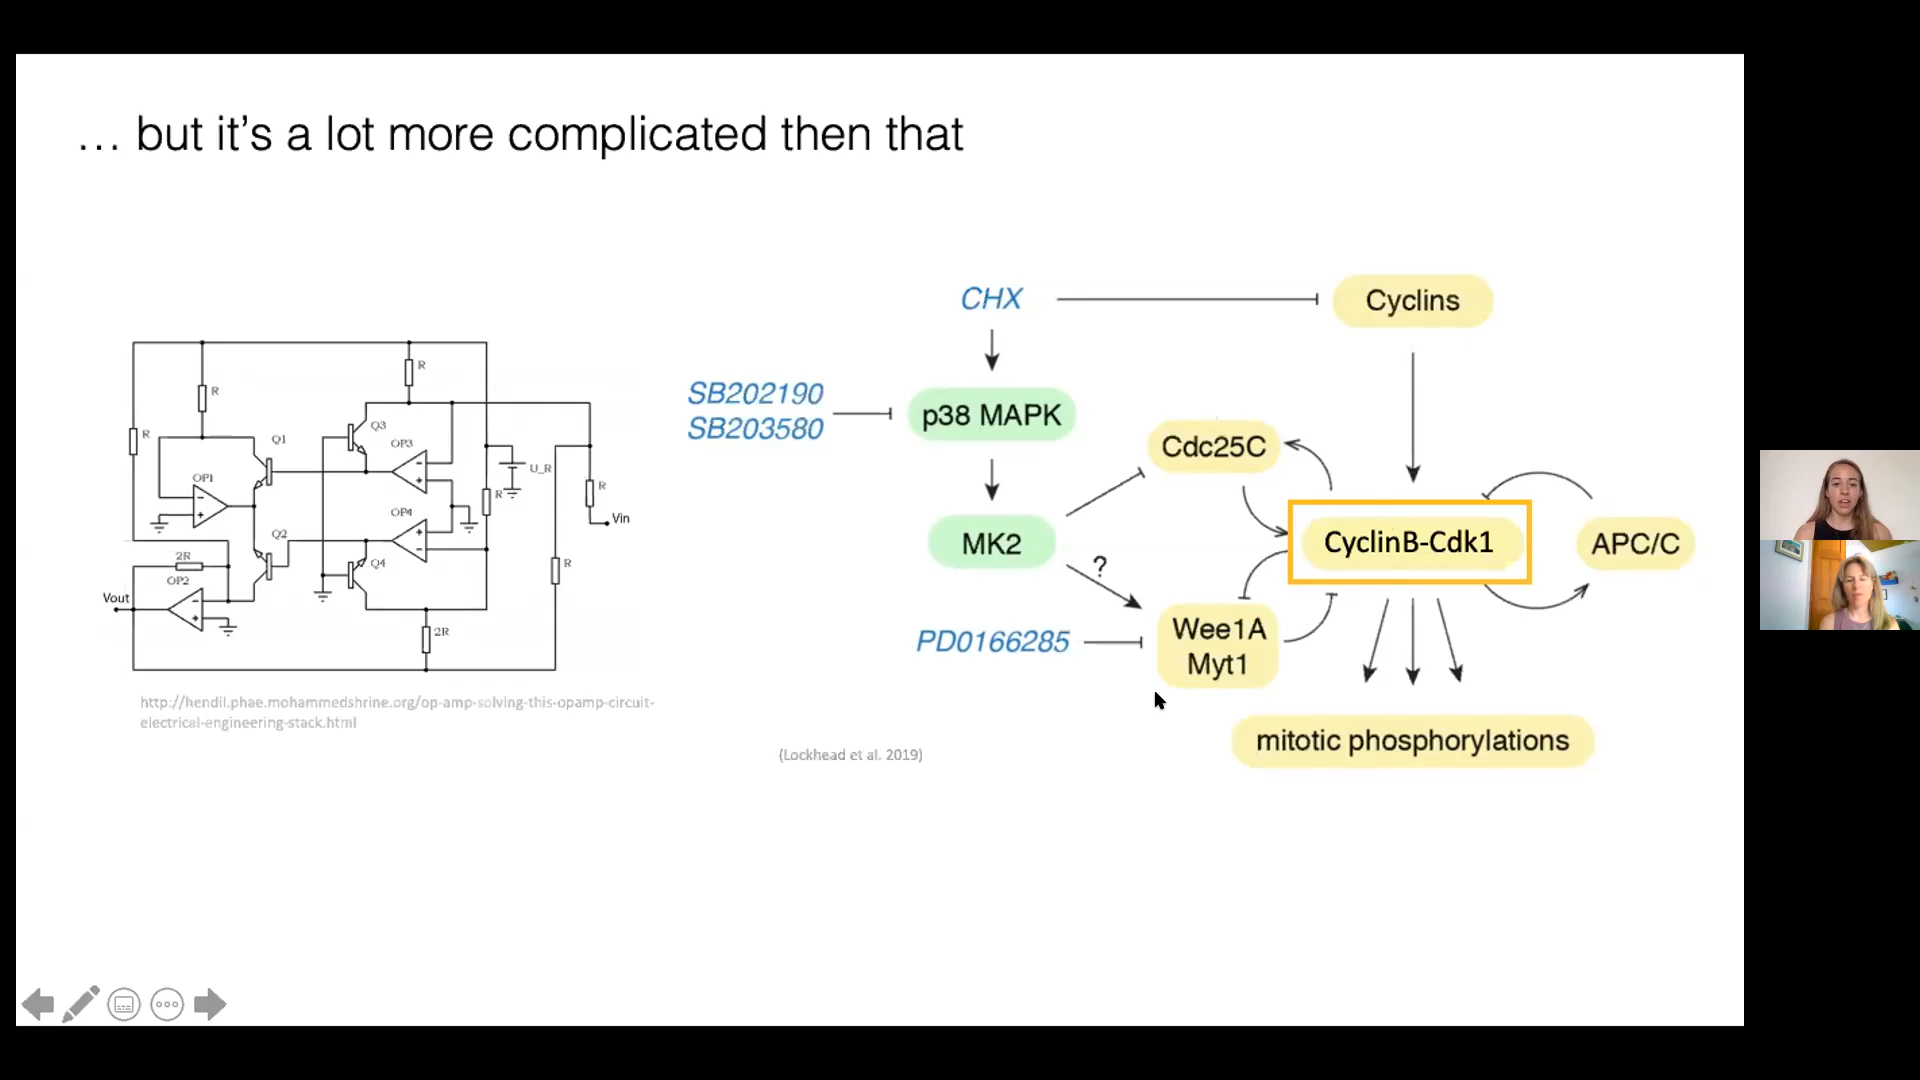 … but it's a lot more complicated then that
R
R
R
Q1
Q3
OP3
OP1
U_R
R
R
Vin
OP4
Q2
2R
OP2
Q4
R
Vout
2R
http://hendil.phae.mohammedshrine.org/op-amp-solving-this-opamp-circuit-
electrical-engineering-stack.html
(Lockhead et al. 2019)
CHX
Cyclins
SB202190
SB203580
p38 MAPK
Cdc25C
MK2
?
CyclinB-Cdk1
APC/C
PD0166285
Wee1A
Myt1
mitotic phosphorylations